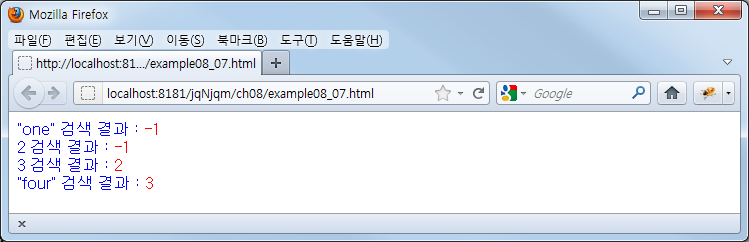 Mozilla Firefox
파일(F) 편집(E) 보기(V) 이동(S) 북마크(B) 도구(T) 도움말(H)
http://localhost:81.../example08_07.html
localhost:8181/jqNjqm/ch08/example08_07.html Google
"one" 검색 결과 : -1
2 검색 결과 : -1
3 검색 결과 : 2
"four" 검색 결과 : 3